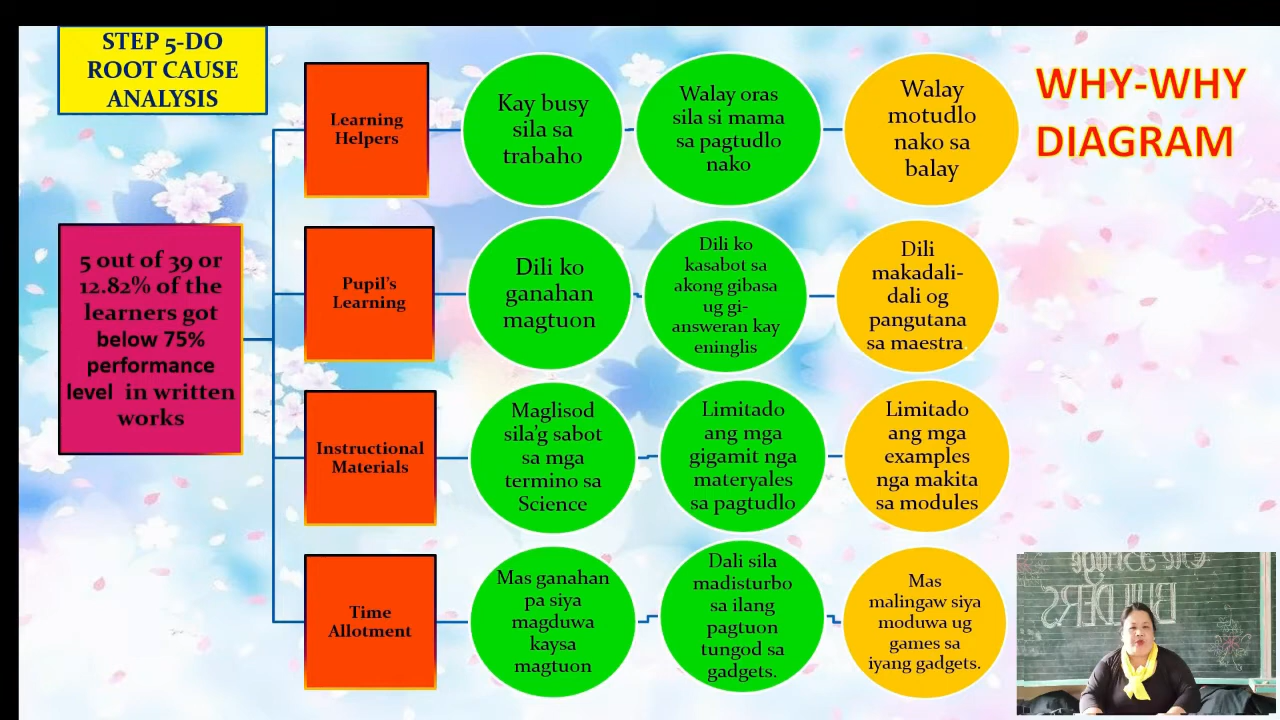 STEP 5-DO
ROOT CAUSE
ANALYSIS
WHY-WHY
DIAGRAM
5 out of 39 or
12.82% of the
learners got
below 75%
performance
level in written
works
Learning
Helpers
Kay busy
sila sa
trabaho
Walay oras
sila si mama
sa pagtudlo
nako
Walay
motudlo
nako sa
balay
Pupil's
Learning
Dili ko
ganahan
magtuon
Dili ko
kasabot sa
akong gibasa
ug gi-
answeran kay
eninglis
Dili
makadali-
dali og
pangutana
sa maestra
Instructional
Materials
Maglisod
sila'g sabot
sa mga
termino sa
Science
Limitado
ang mga
gigamit nga
materyales
sa pagtudlo
Limitado
ang mga
examples
nga makita
sa modules
Time
Allotment
Mas ganahan
pa siya
magduwa
kaysa
magtuon
Dali sila
madisturbo
sa ilang
pagtuon
tungod sa
gadgets.
Mas
malingaw siya
moduwa ug
games sa
iyang gadgets.
BUILDERS